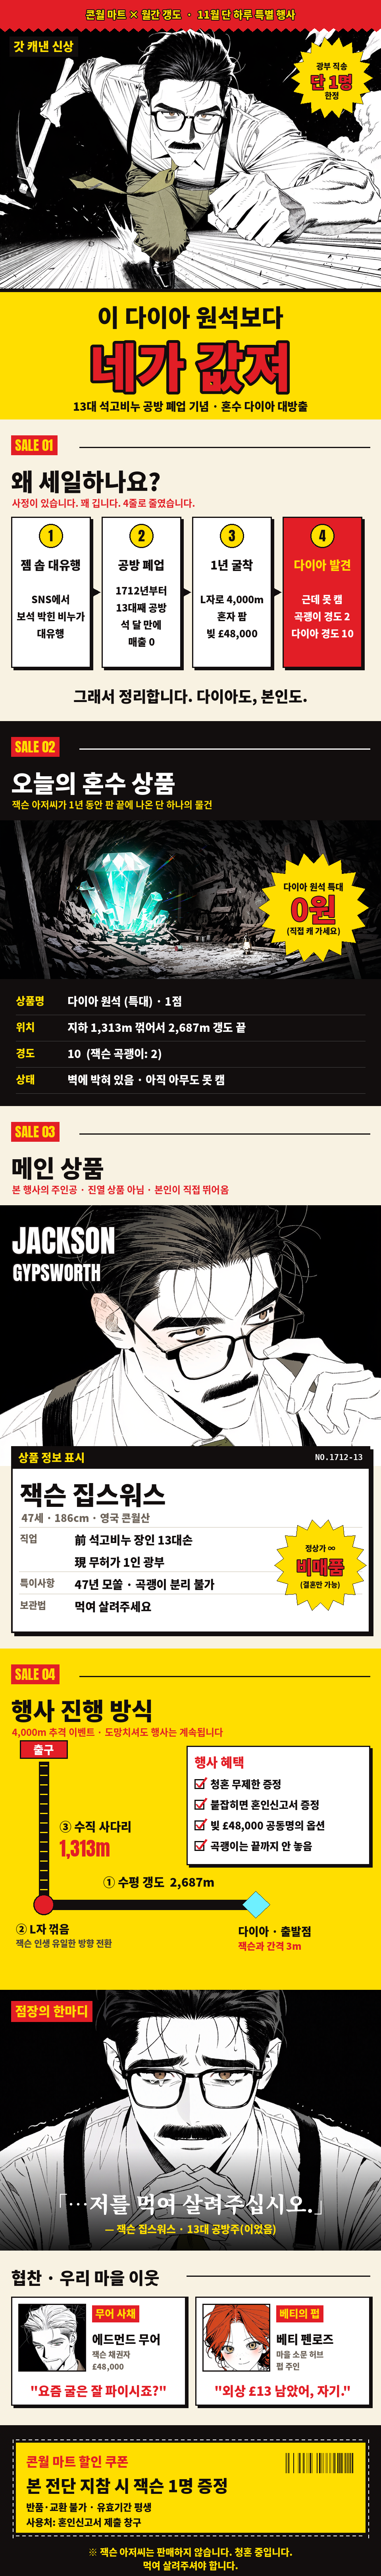 콘월 마트 × 월간 갱도 · 11월 단 하루 특별 행사
갓 캐낸 신상
광부 직송
단 1명
한정
이 다이아 원석보다
네가 값져
13대 석고비누 공방 폐업 기념 · 혼수 다이아 대방출
SALE 01
왜 세일하나요?
사정이 있습니다. 꽤 깁니다. 4줄로 줄였습니다.
1
젬 솝 대유행
SNS에서
보석 박힌 비누가
대유행
2
공방 폐업
1712년부터
13대째 공방
석 달 만에
매출 0
3
1년 굴착
L자로 4,000m
혼자 팜
빚 £48,000
4
다이아 발견
근데 못 캠
곡괭이 경도 2
다이아 경도 10
그래서 정리합니다. 다이아도, 본인도.
SALE 02
오늘의 혼수 상품
잭슨 아저씨가 1년 동안 판 끝에 나온 단 하나의 물건
다이아 원석 특대
0원
(직접 캐 가세요)
상품명 다이아 원석 (특대) · 1점
위치 지하 1,313m 꺾어서 2,687m 갱도 끝
경도 10 (잭슨 곡괭이: 2)
상태 벽에 박혀 있음 · 아직 아무도 못 캠
SALE 03
메인 상품
본 행사의 주인공 · 진열 상품 아님 · 본인이 직접 뛰어옴
JACKSON
GYPSWORTH
상품 정보 표시 NO.1712-13
잭슨 집스워스
47세 · 186cm · 영국 콘월산
직업 前 석고비누 장인 13대손
現 무허가 1인 광부
특이사항 47년 모쏠 · 곡괭이 분리 불가
보관법 먹여 살려주세요
정상가 ∞
비매품
(결혼만 가능)
SALE 04
행사 진행 방식
4,000m 추격 이벤트 · 도망치셔도 행사는 계속됩니다
출구
③ 수직 사다리
1,313m
① 수평 갱도 2,687m
② L자 꺾음
잭슨 인생 유일한 방향 전환
다이아 · 출발점
잭슨과 간격 3m
행사 혜택
청혼 무제한 증정
붙잡히면 혼인신고서 증정
빚 £48,000 공동명의 옵션
곡괭이는 끝까지 안 놓음
점장의 한마디
「…저를 먹여 살려주십시오.」
— 잭슨 집스워스 · 13대 공방주(이었음)
협찬 · 우리 마을 이웃
무어 사채
에드먼드 무어
잭슨 채권자
£48,000
"요즘 굴은 잘 파이시죠?"
베티의 펍
베티 펜로즈
마을 소문 허브
펍 주인
"외상 £13 남았어, 자기."
콘월 마트 할인 쿠폰
본 전단 지참 시 잭슨 1명 증정
반품·교환 불가 · 유효기간 평생
사용처: 혼인신고서 제출 창구
※ 잭슨 아저씨는 판매하지 않습니다. 청혼 중입니다.
먹여 살려주셔야 합니다.